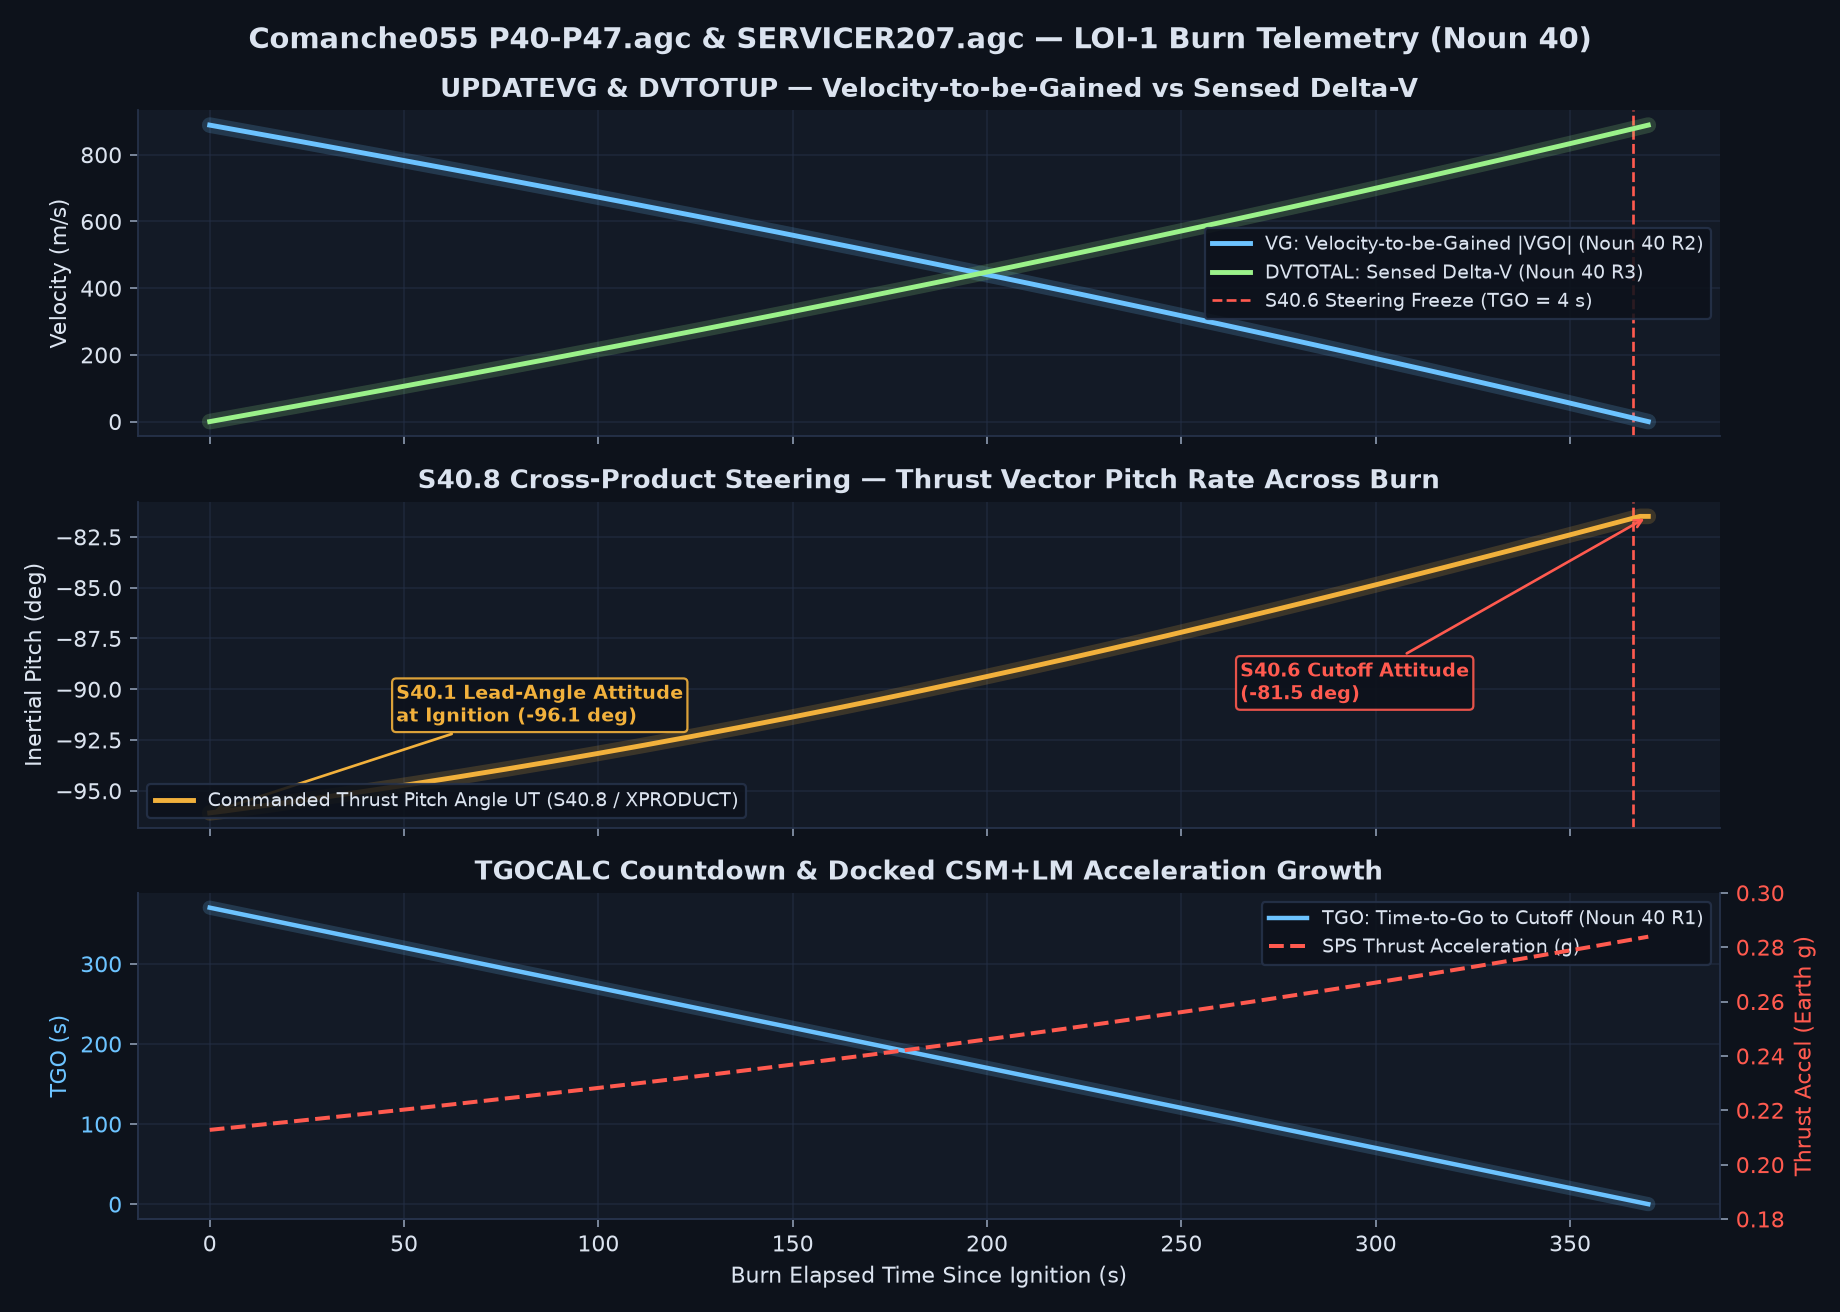 Comanche055 P40-P47.agc & SERVICER207.agc — LOI-1 Burn Telemetry (Noun 40)
UPDATEVG & DVTOTUP — Velocity-to-be-Gained vs Sensed Delta-V
Velocity (m/s)
800
600
400
200
0
VG: Velocity-to-be-Gained |VGO| (Noun 40 R2)
DVTOTAL: Sensed Delta-V (Noun 40 R3)
S40.6 Steering Freeze (TGO = 4 s)
S40.8 Cross-Product Steering — Thrust Vector Pitch Rate Across Burn
Inertial Pitch (deg)
−82.5
−85.0
−87.5
−90.0
−92.5
−95.0
S40.1 Lead-Angle Attitude
at Ignition (-96.1 deg)
S40.6 Cutoff Attitude
(-81.5 deg)
Commanded Thrust Pitch Angle UT (S40.8 / XPRODUCT)
TGOCALC Countdown & Docked CSM+LM Acceleration Growth
TGO (s)
300
200
100
0
TGO: Time-to-Go to Cutoff (Noun 40 R1)
SPS Thrust Acceleration (g)
0.30
0.28
0.26
0.24
0.22
0.20
0.18
Thrust Accel (Earth g)
0 50 100 150 200 250 300 350
Burn Elapsed Time Since Ignition (s)